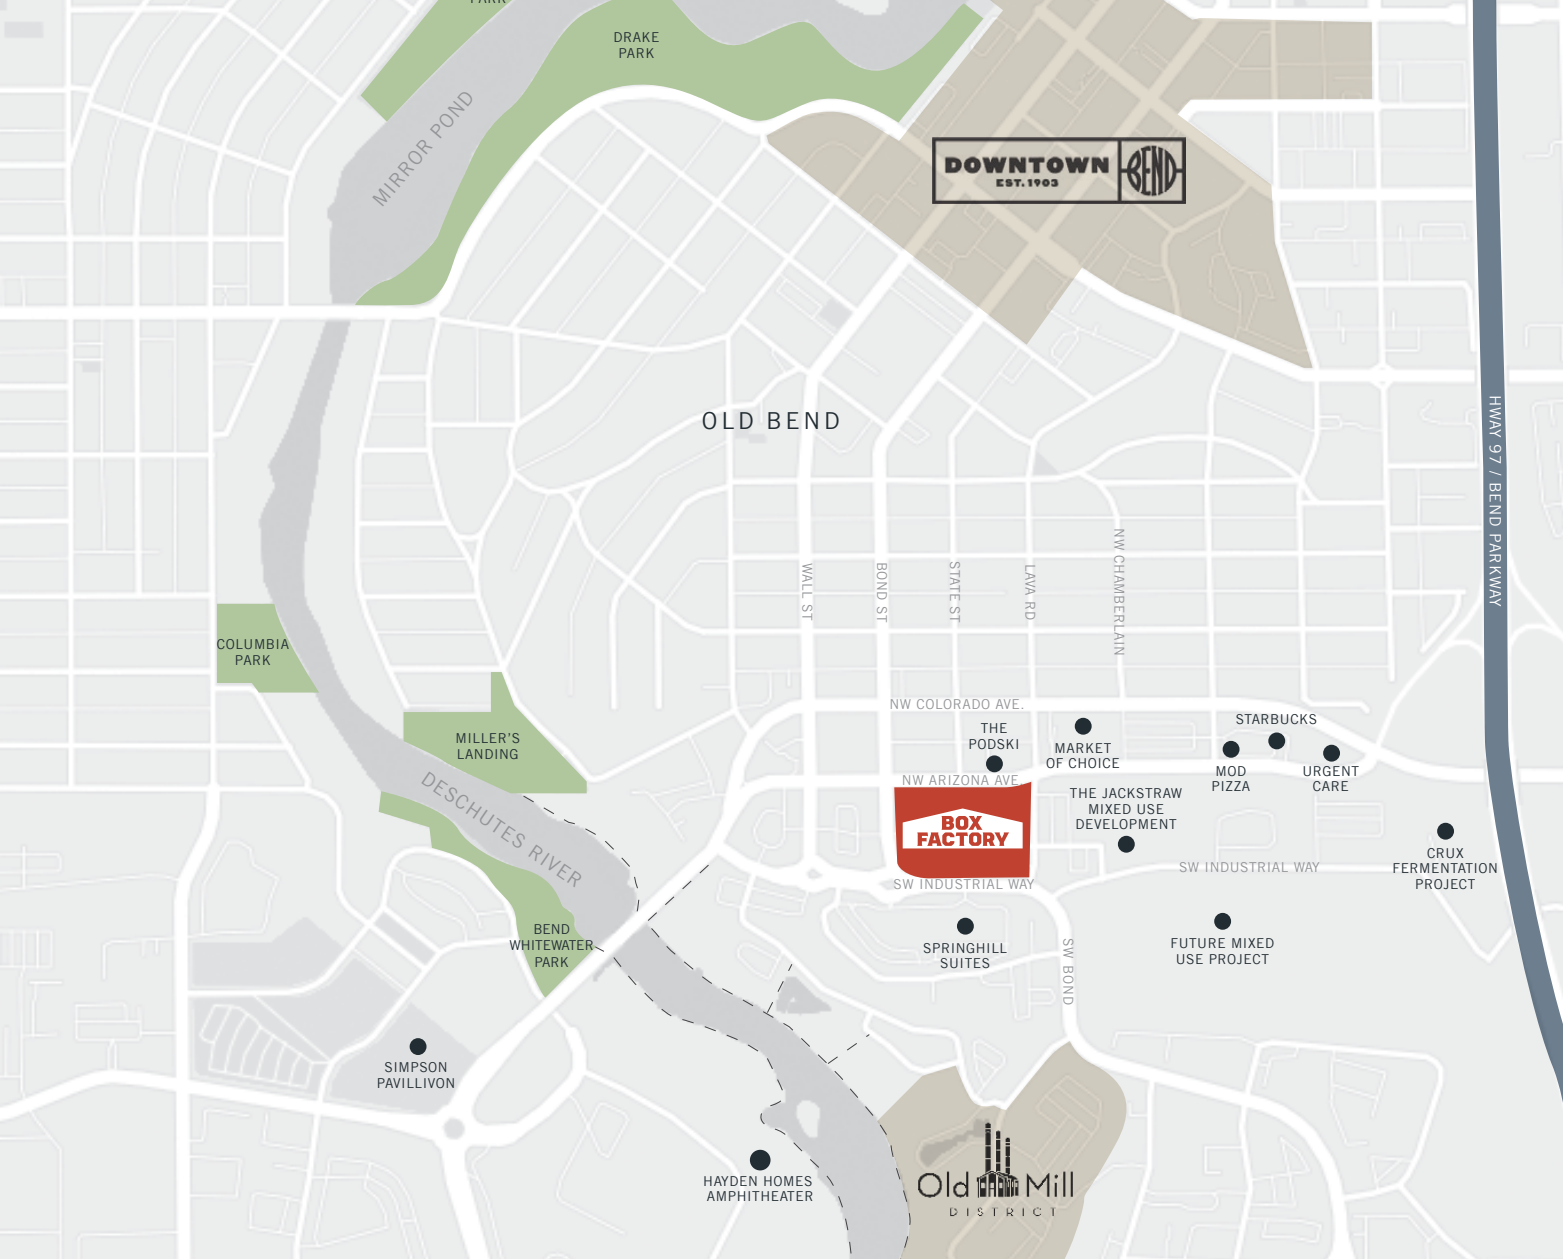 PARK
DRAKE
PARK
MIRROR POND
DOWNTOWN
EST. 1903
BEND
OLD BEND
HWAY 97 / BEND PARKWAY
WALL ST
BOND ST
STATE ST
LAVA RD
NW CHAMBERLAIN
COLUMBIA
PARK
MILLER'S
LANDING
DESCHUTES RIVER
NW COLORADO AVE.
THE
PODSKI
MARKET
OF CHOICE
STARBUCKS
MOD
PIZZA
URGENT
CARE
NW ARIZONA AVE
THE JACKSTRAW
MIXED USE
DEVELOPMENT
BOX
FACTORY
CRUX
FERMENTATION
PROJECT
SW INDUSTRIAL WAY
SW INDUSTRIAL WAY
BEND
WHITEWATER
PARK
SPRINGHILL
SUITES
SW BOND
FUTURE MIXED
USE PROJECT
SIMPSON
PAVILLIVON
HAYDEN HOMES
AMPHITHEATER
Old Mill
DISTRICT